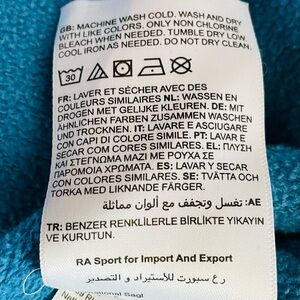 GB: MACHINE WASH COLD. WASH AND DRY
WITH LIKE COLORS. ONLY NON CHLORINE
BLEACH WHEN NEEDED. TUMBLE DRY LOW.
COOL IRON AS NEEDED. DO NOT DRY CLEAN.
30
FR: LAVER ET SÉCHER AVEC DES
COULEURS SIMILAIRES NL: WASSEN EN
DROGEN MET GELIJKE KLEUREN. DE: MIT
ÄHNLICHEN FARBEN ZUSAMMEN WASCHEN
UND TROCKNEN. IT: LAVARE E ASCIUGARE
CON CAPI DI COLORE SIMILE. PT: LAVAR E
SECAR COM CORES SIMILARES. EL: ΠΛΥΣΗ
ΚΑΙ ΣΤΕΓΝΩΜΑ ΜΑΖΙ ΜΕ ΡΟΥΧΑ ΣΕ
ΠΑΡΟΜΟΙΑ ΧΡΩΜΑΤΑ. ES: LAVAR Y SECAR
CON COLORES SIMILARES. SE: TVÄTTA OCH
TORKA MED LIKNANDE FÄRGER.
AE: تغسل وتجفف مع ألوان مماثلة
TR: BENZER RENKLİLERLE BİRLİKTE YIKAYIN
VE KURUTUN.
RA Sport for Import And Export
رع سبورت للأستيراد و التصدير
Sagl